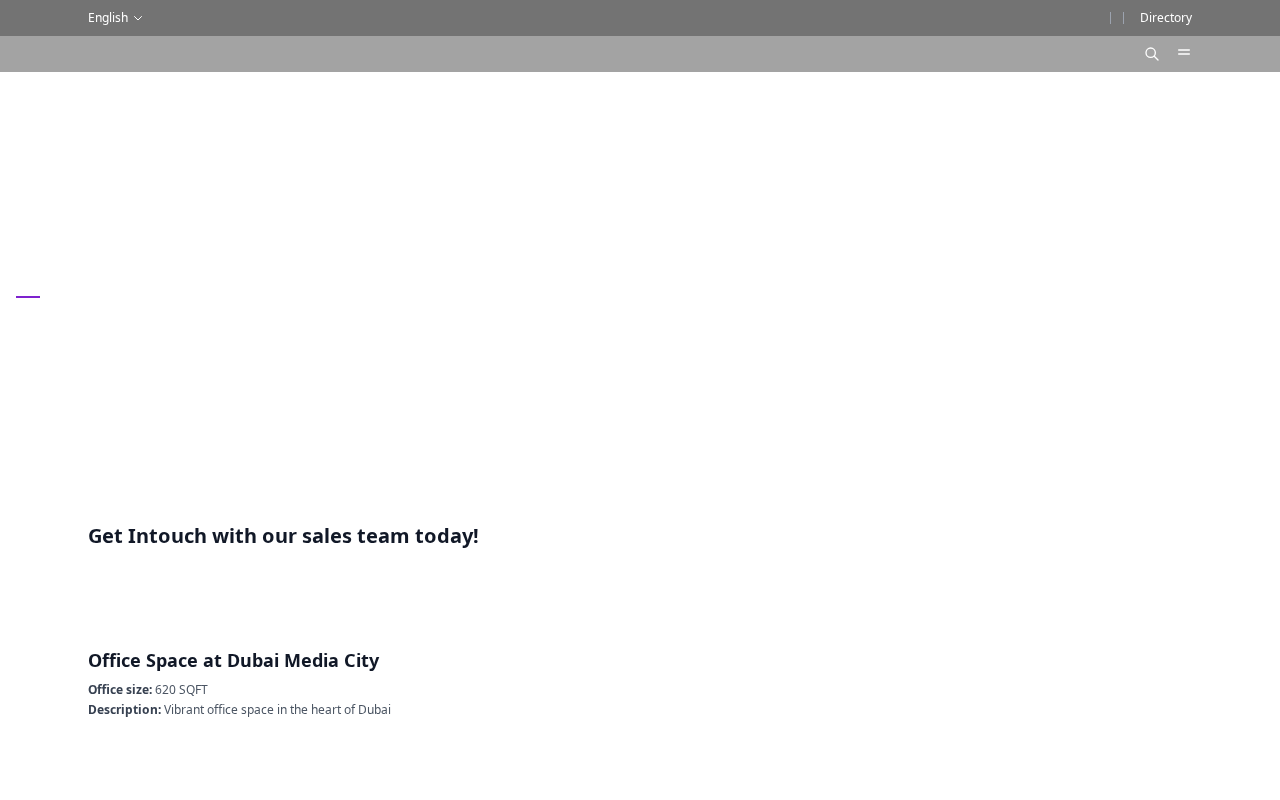 English
Directory
Get Intouch with our sales team today!
Office Space at Dubai Media City
Office size: 620 SQFT
Description: Vibrant office space in the heart of Dubai